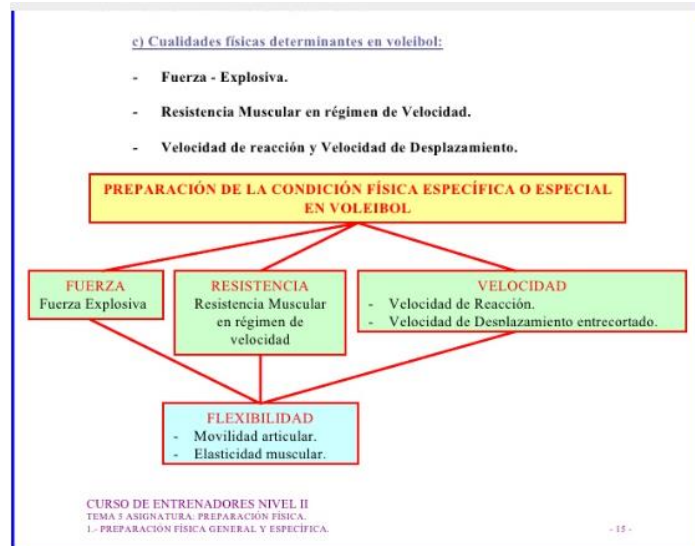 c) Cualidades físicas determinantes en voleibol:
- Fuerza - Explosiva.
- Resistencia Muscular en régimen de Velocidad.
- Velocidad de reacción y Velocidad de Desplazamiento.
PREPARACIÓN DE LA CONDICIÓN FÍSICA ESPECÍFICA O ESPECIAL
EN VOLEIBOL
FUERZA
Fuerza Explosiva
RESISTENCIA
Resistencia Muscular
en régimen de
velocidad
VELOCIDAD
- Velocidad de Reacción.
- Velocidad de Desplazamiento entrecortado.
FLEXIBILIDAD
- Movilidad articular.
- Elasticidad muscular.
CURSO DE ENTRENADORES NIVEL II
TEMA 5 ASIGNATURA: PREPARACIÓN FÍSICA.
1.- PREPARACIÓN FÍSICA GENERAL Y ESPECÍFICA.
- 15 -